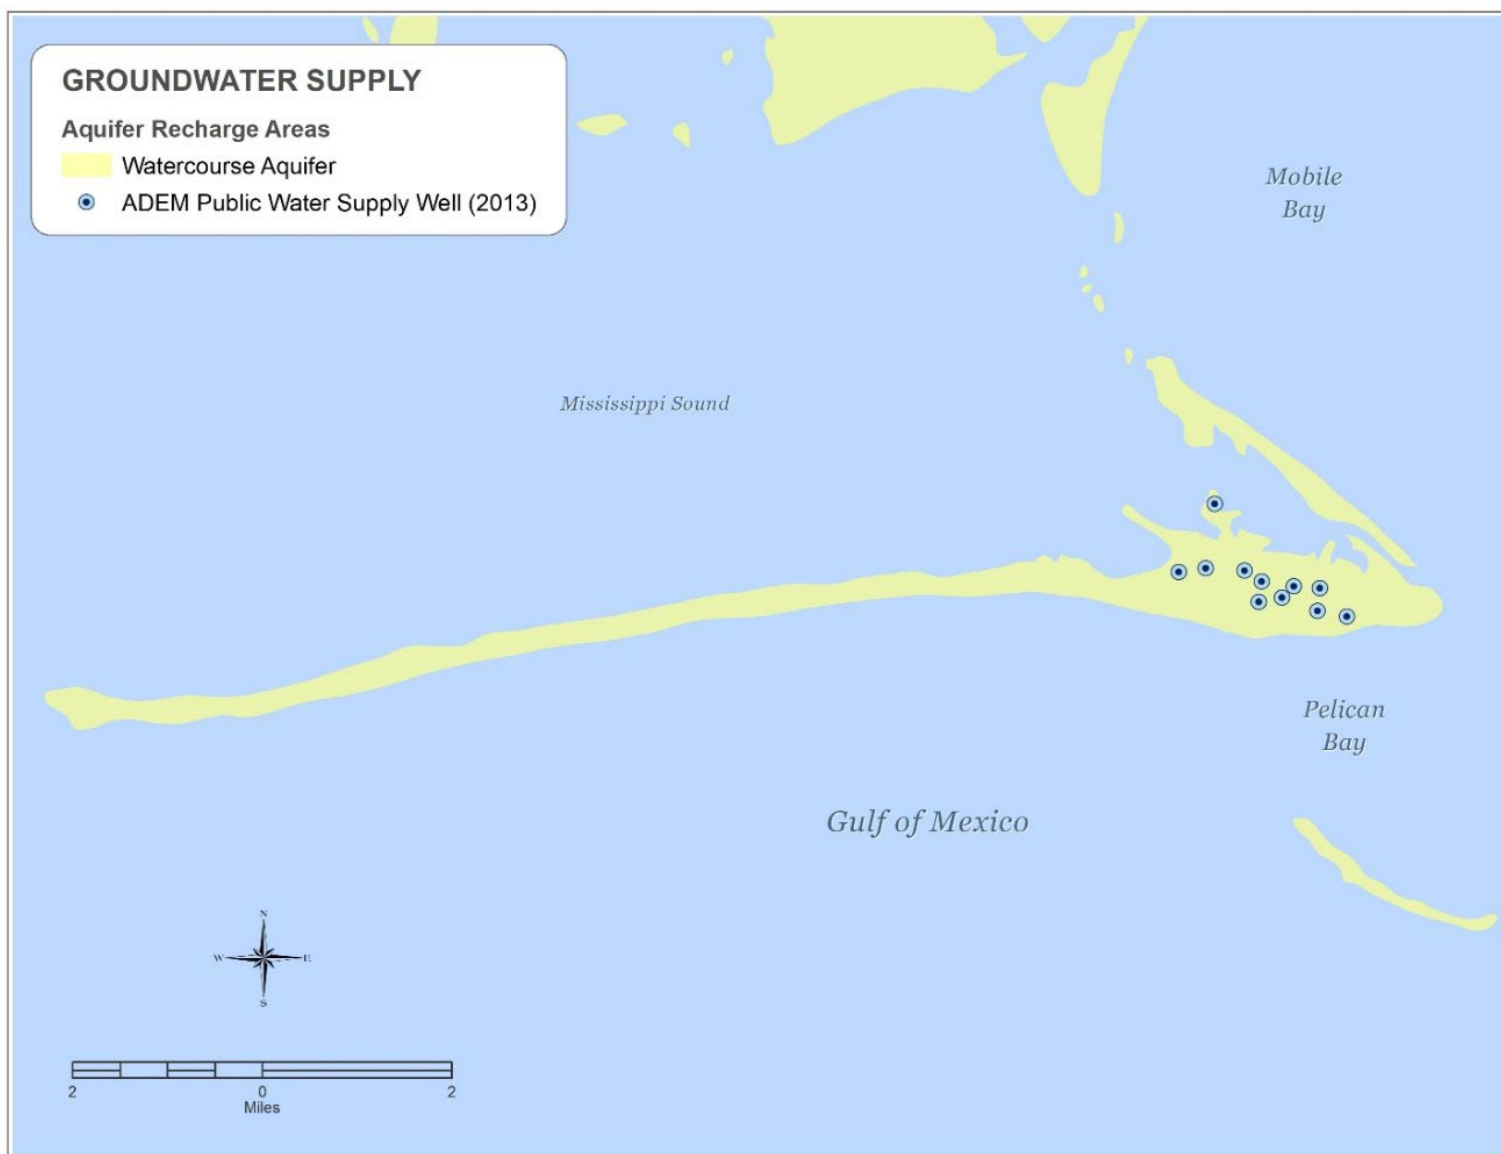 GROUNDWATER SUPPLY
Aquifer Recharge Areas
Watercourse Aquifer
ADEM Public Water Supply Well (2013)
Mobile
Bay
Mississippi Sound
Pelican
Bay
Gulf of Mexico
N
W E
S
2 0 2
Miles